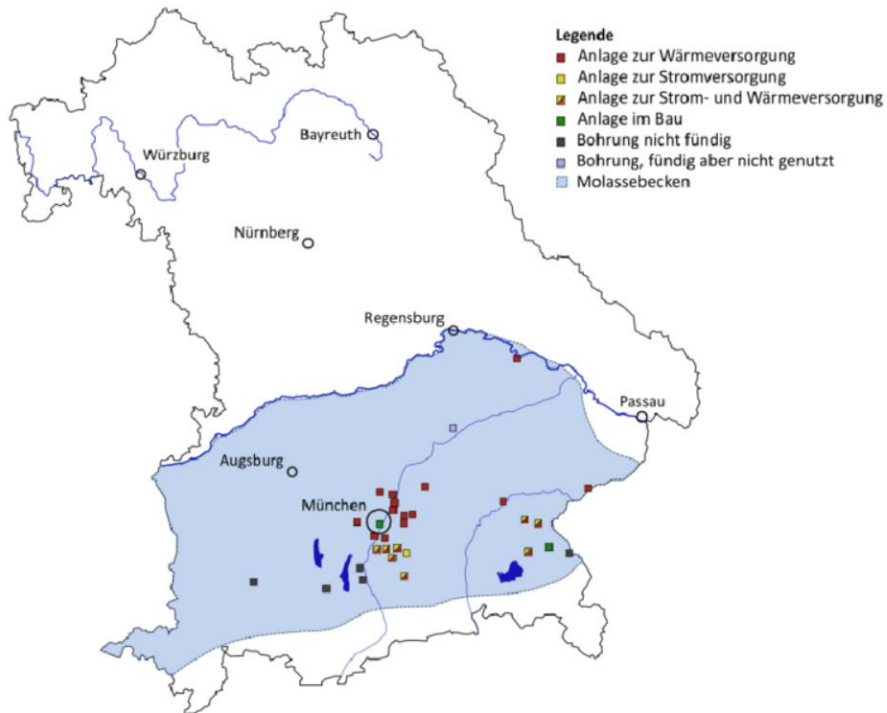 Legende
Anlage zur Wärmeversorgung
Anlage zur Stromversorgung
Anlage zur Strom- und Wärmeversorgung
Anlage im Bau
Bohrung nicht fündig
Bohrung, fündig aber nicht genutzt
Molassebecken
Bayreuth
Würzburg
Nürnberg
Regensburg
Passau
Augsburg
München